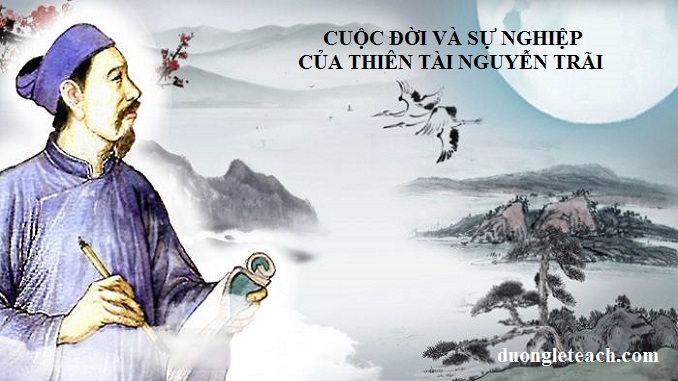 CUỘC ĐỜI VÀ SỰ NGHIỆP
CỦA THIÊN TÀI NGUYỄN TRÃI
duongleteach.com